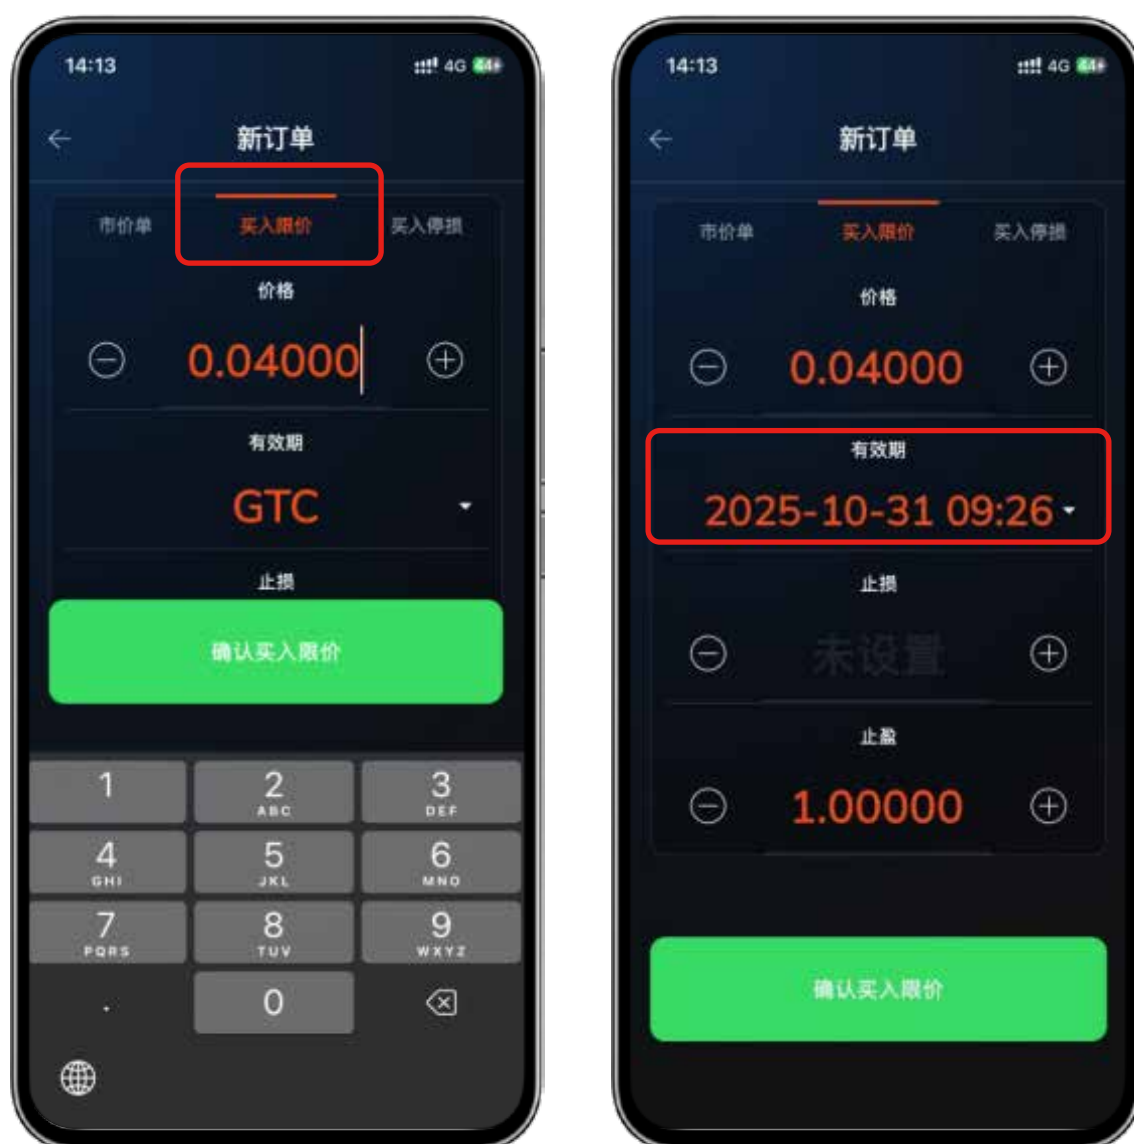 14:13
4G 44
新订单
市价单 买入限价 买入停损
价格
0.04000
有效期
GTC
止损
确认买入限价
1
2
ABC
3
DEF
4
GHI
5
JKL
6
MNO
7
PQRS
8
TUV
9
WXYZ
.
0
14:13
4G 44
新订单
市价单 买入限价 买入停损
价格
0.04000
有效期
2025-10-31 09:26
止损
未设置
止盈
1.00000
确认买入限价